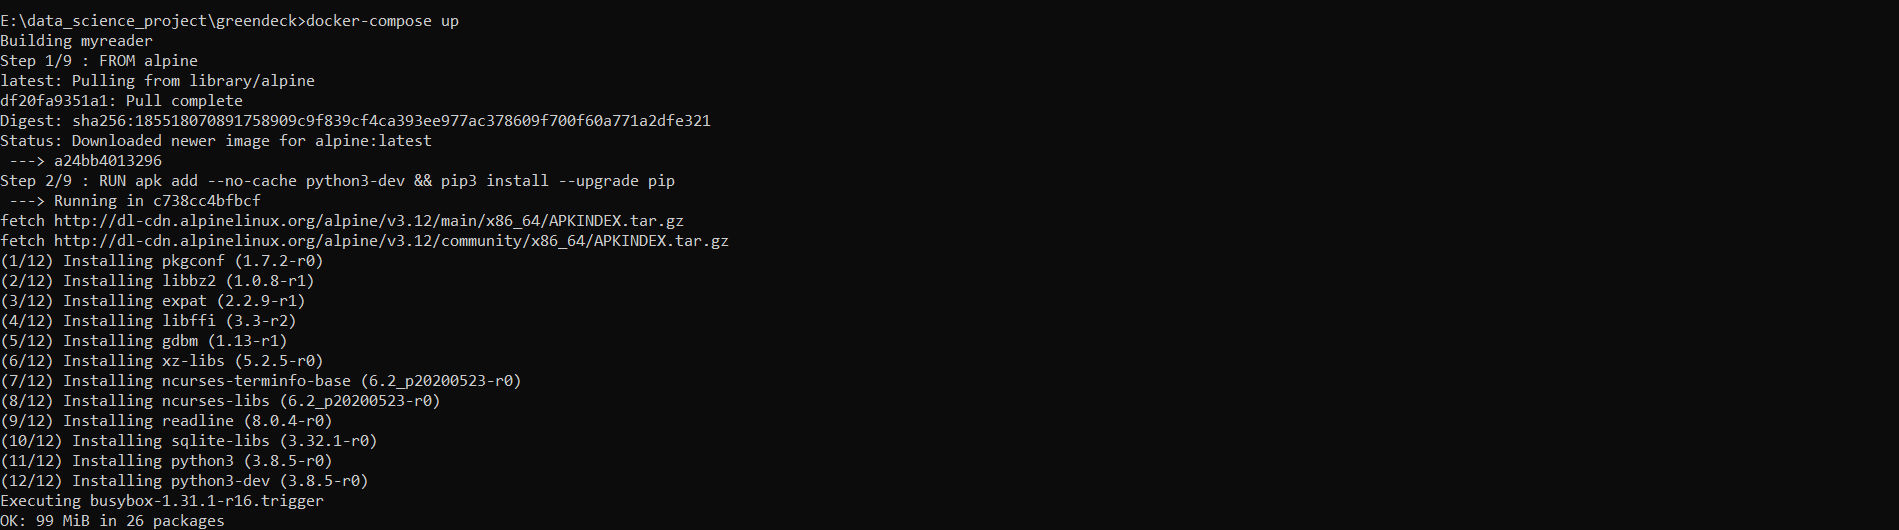 E:\data_science_project\greendeck>docker-compose up
Building myreader
Step 1/9 : FROM alpine
latest: Pulling from library/alpine
df20fa9351a1: Pull complete
Digest: sha256:185518070891758909c9f839cf4ca393ee977ac378609f700f60a771a2dfe321
Status: Downloaded newer image for alpine:latest
 ---> a24bb4013296
Step 2/9 : RUN apk add --no-cache python3-dev && pip3 install --upgrade pip
 ---> Running in c738cc4bfbcf
fetch http://dl-cdn.alpinelinux.org/alpine/v3.12/main/x86_64/APKINDEX.tar.gz
fetch http://dl-cdn.alpinelinux.org/alpine/v3.12/community/x86_64/APKINDEX.tar.gz
(1/12) Installing pkgconf (1.7.2-r0)
(2/12) Installing libbz2 (1.0.8-r1)
(3/12) Installing expat (2.2.9-r1)
(4/12) Installing libffi (3.3-r2)
(5/12) Installing gdbm (1.13-r1)
(6/12) Installing xz-libs (5.2.5-r0)
(7/12) Installing ncurses-terminfo-base (6.2_p20200523-r0)
(8/12) Installing ncurses-libs (6.2_p20200523-r0)
(9/12) Installing readline (8.0.4-r0)
(10/12) Installing sqlite-libs (3.32.1-r0)
(11/12) Installing python3 (3.8.5-r0)
(12/12) Installing python3-dev (3.8.5-r0)
Executing busybox-1.31.1-r16.trigger
OK: 99 MiB in 26 packages